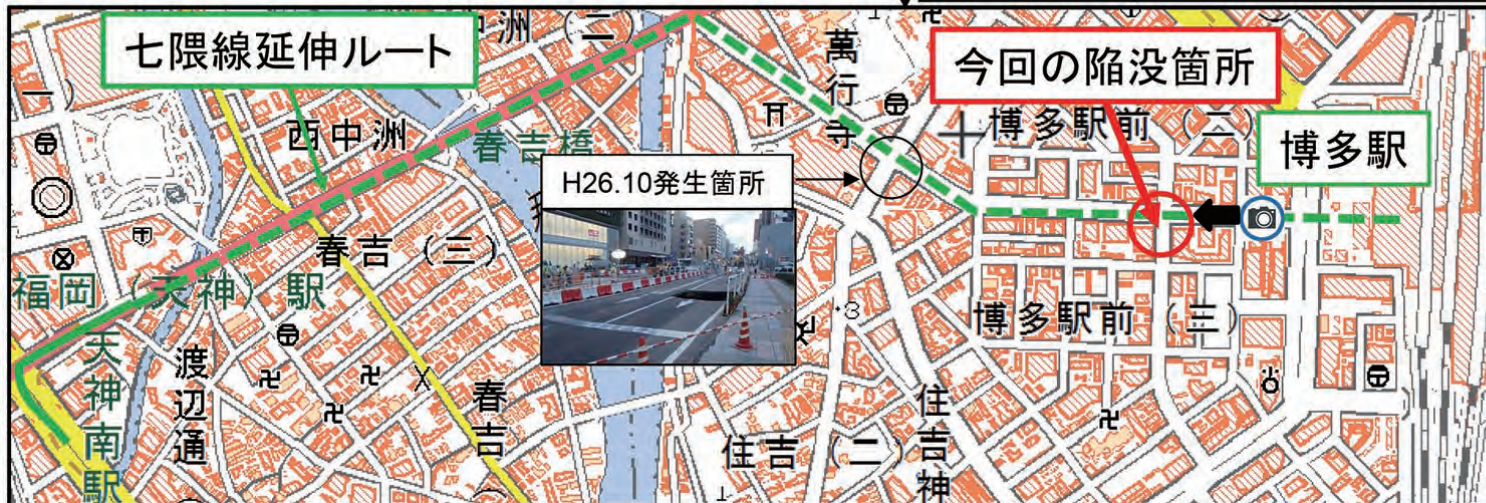 七隈線延伸ルート
中洲（二）
萬行寺
今回の陥没箇所
博多駅
西中洲
春吉橋
博多駅前（二）
H26.10発生箇所
春吉（三）
福岡（天神）駅
天神南駅
渡辺通
春吉
・3
博多駅前（三）
住吉（二）
住吉神